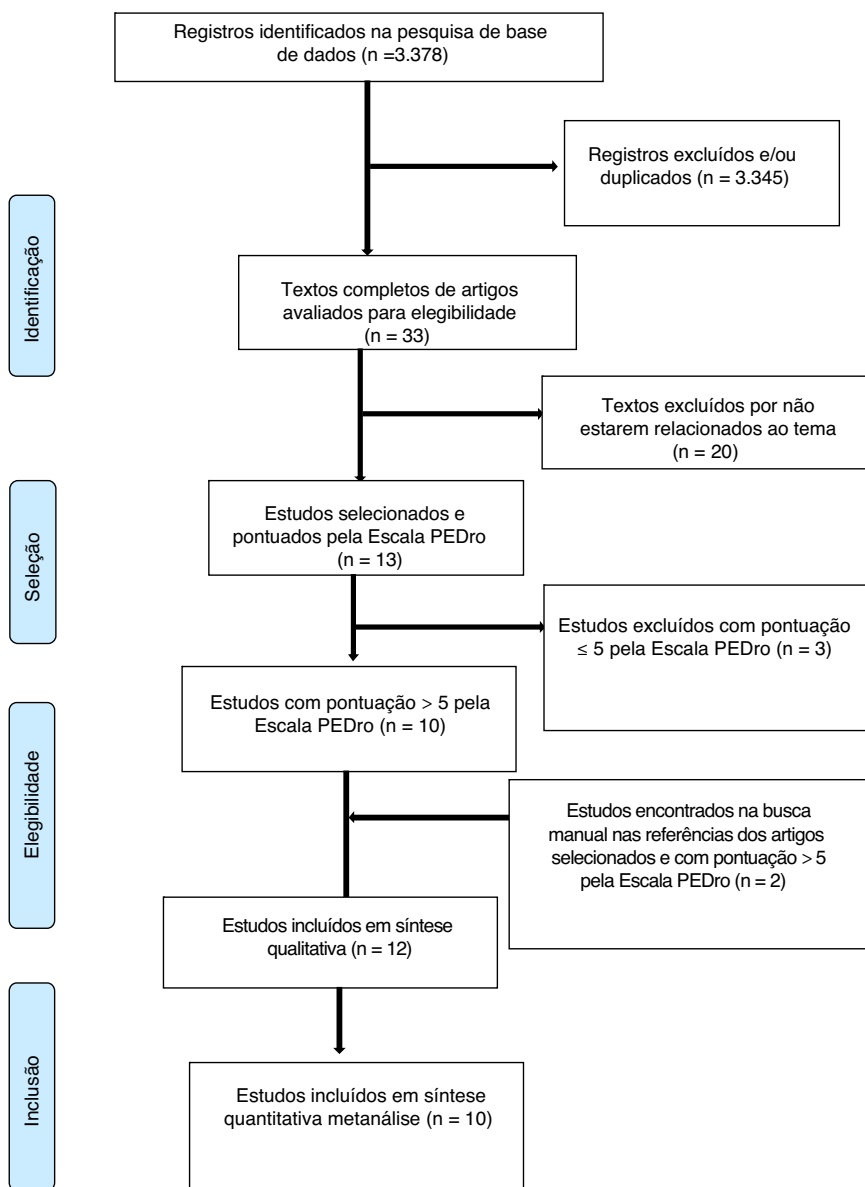 Registros identificados na pesquisa de base
de dados (n =3.378)
Registros excluídos e/ou
duplicados (n = 3.345)
Identificação
Textos completos de artigos
avaliados para elegibilidade
(n = 33)
Textos excluídos por não
estarem relacionados ao tema
(n = 20)
Seleção
Estudos selecionados e
pontuados pela Escala PEDro
(n = 13)
Estudos excluídos com pontuação
≤ 5 pela Escala PEDro (n = 3)
Estudos com pontuação > 5 pela
Escala PEDro (n = 10)
Elegibilidade
Estudos encontrados na busca
manual nas referências dos artigos
selecionados e com pontuação > 5
pela Escala PEDro (n = 2)
Estudos incluídos em síntese
qualitativa (n = 12)
Inclusão
Estudos incluídos em síntese
quantitativa metanálise (n = 10)